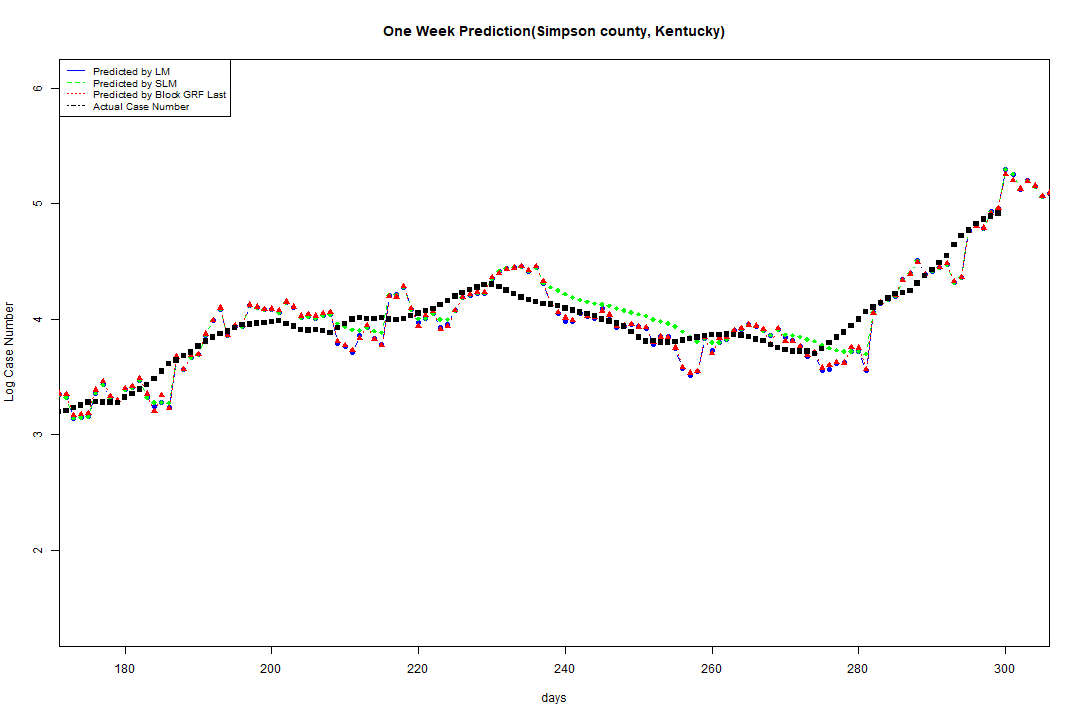 One Week Prediction(Simpson county, Kentucky)
Predicted by LM
Predicted by SLM
Predicted by Block GRF Last
Actual Case Number
6
5
4
3
2
Log Case Number
180 200 220 240 260 280 300
days